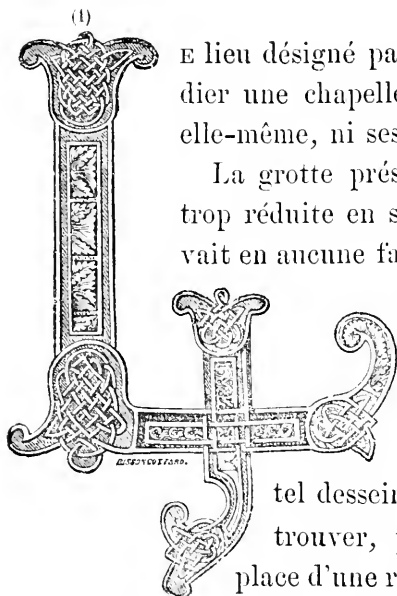 (1)
LE lieu désigné pa
dier une chapelle
elle-même, ni ses
La grotte prés
trop réduite en s
vait en aucune fa
tel dessein
trouver,
place d'une r